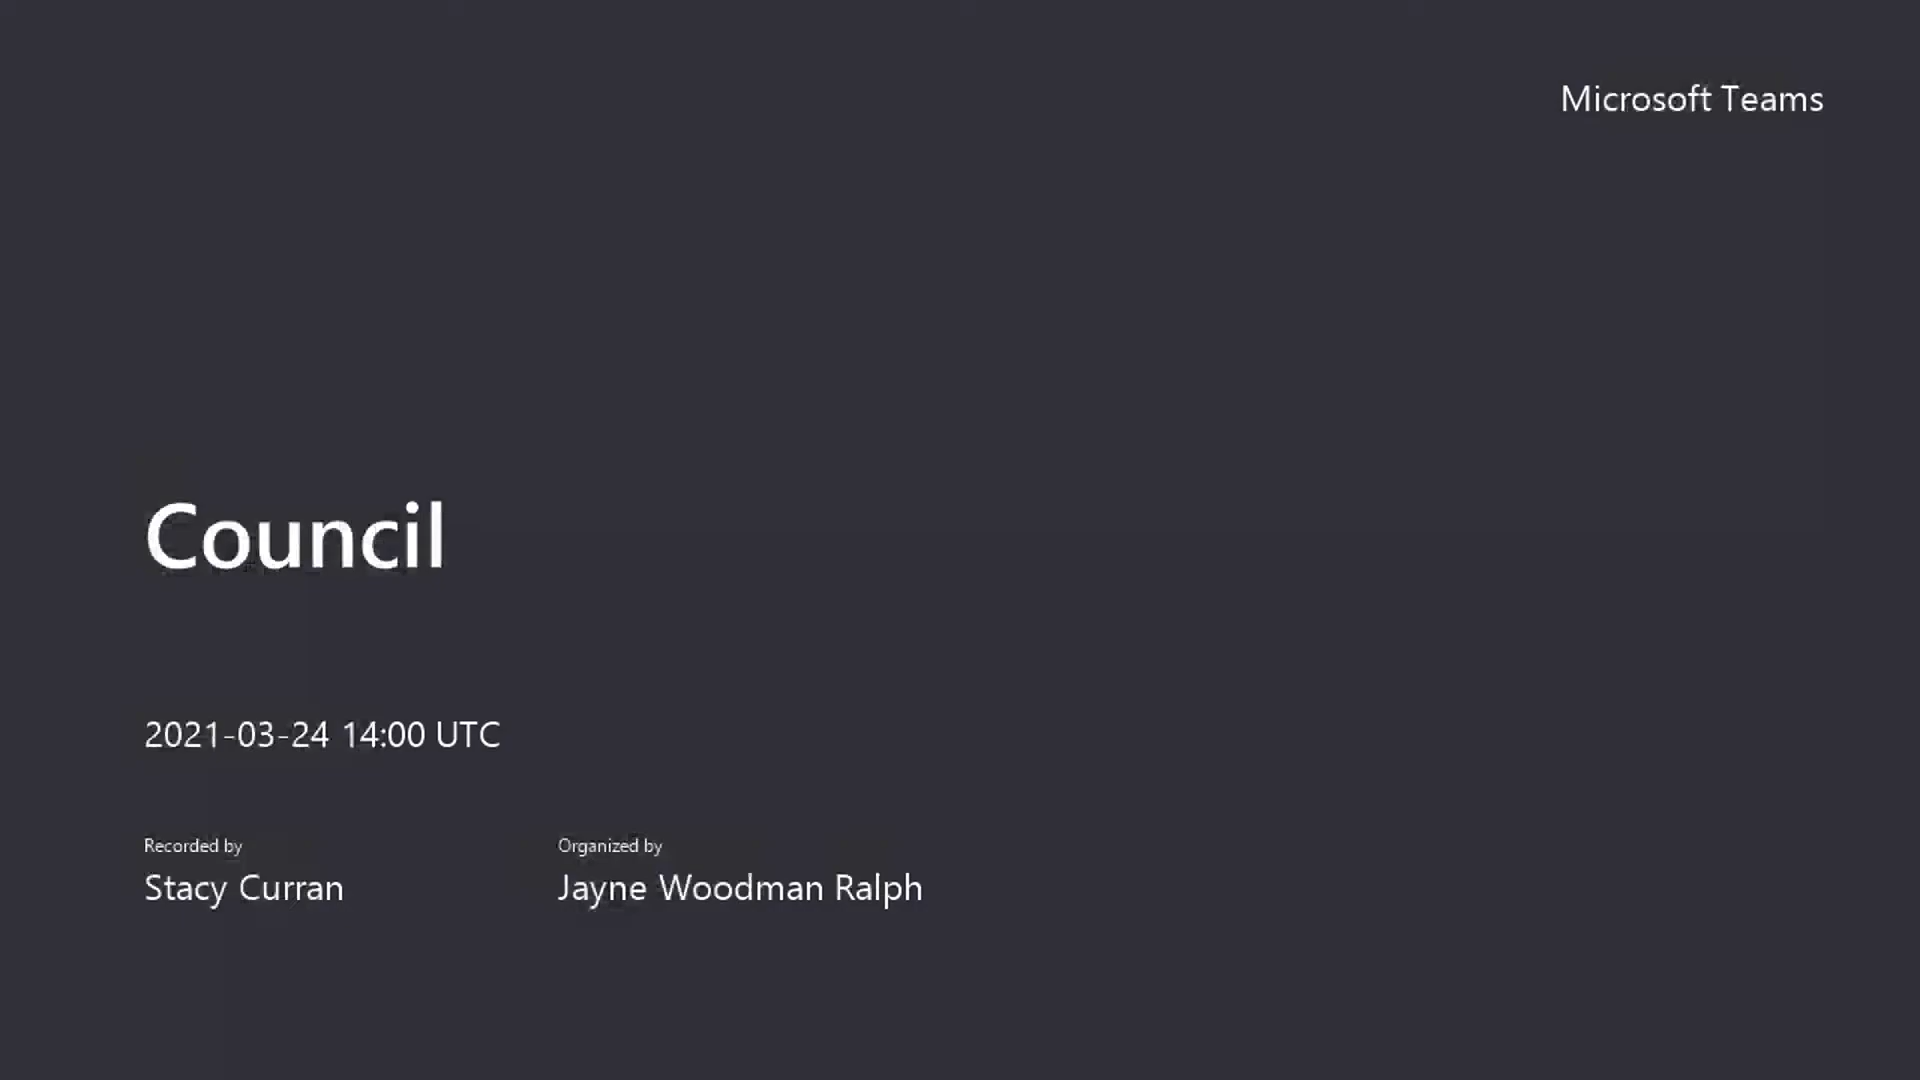 Microsoft Teams
Council
2021-03-24 14:00 UTC
Recorded by
Stacy Curran
Organized by
Jayne Woodman Ralph